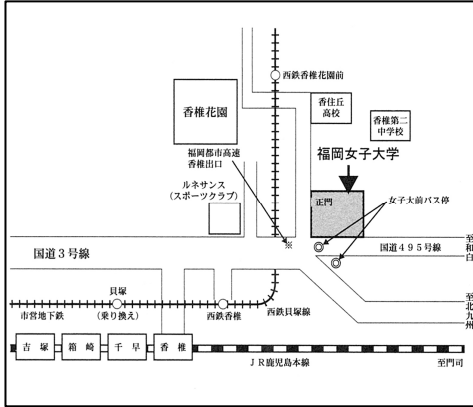 西鉄香椎花園前
香椎花園
香住丘
高校
香椎第二
中学校
福岡都市高速
香椎出口
福岡女子大学
ルネサンス
(スポーツクラブ)
正門
女子大前バス停
※
国道3号線
国道495号線
至和白
貝塚
市営地下鉄
(乗り換え)
西鉄香椎
西鉄貝塚線
至北九州
吉塚
箱崎
千早
香椎
JR鹿児島本線
至門司